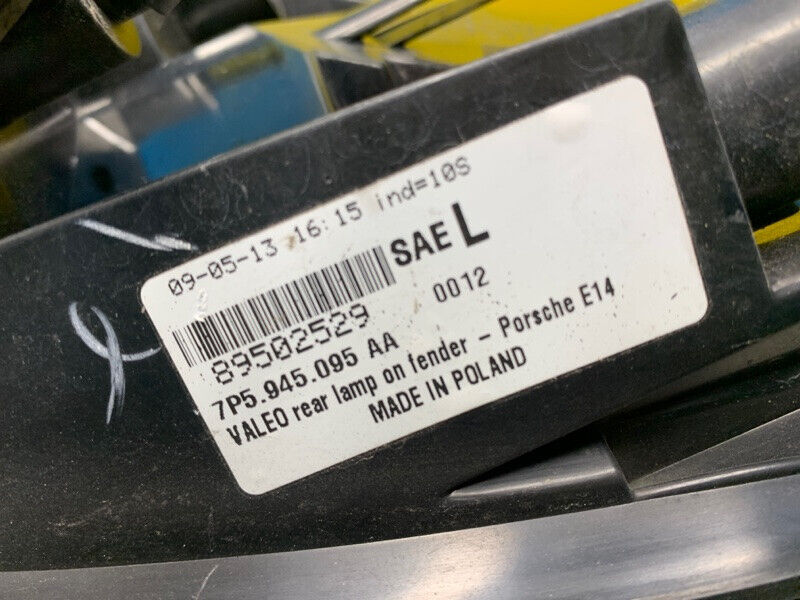 09-05-13 16:15 ind=10S
SAE L
89502529
0012
7P5.945.095 AA
VALEO rear lamp on fender - Porsche E14
MADE IN POLAND